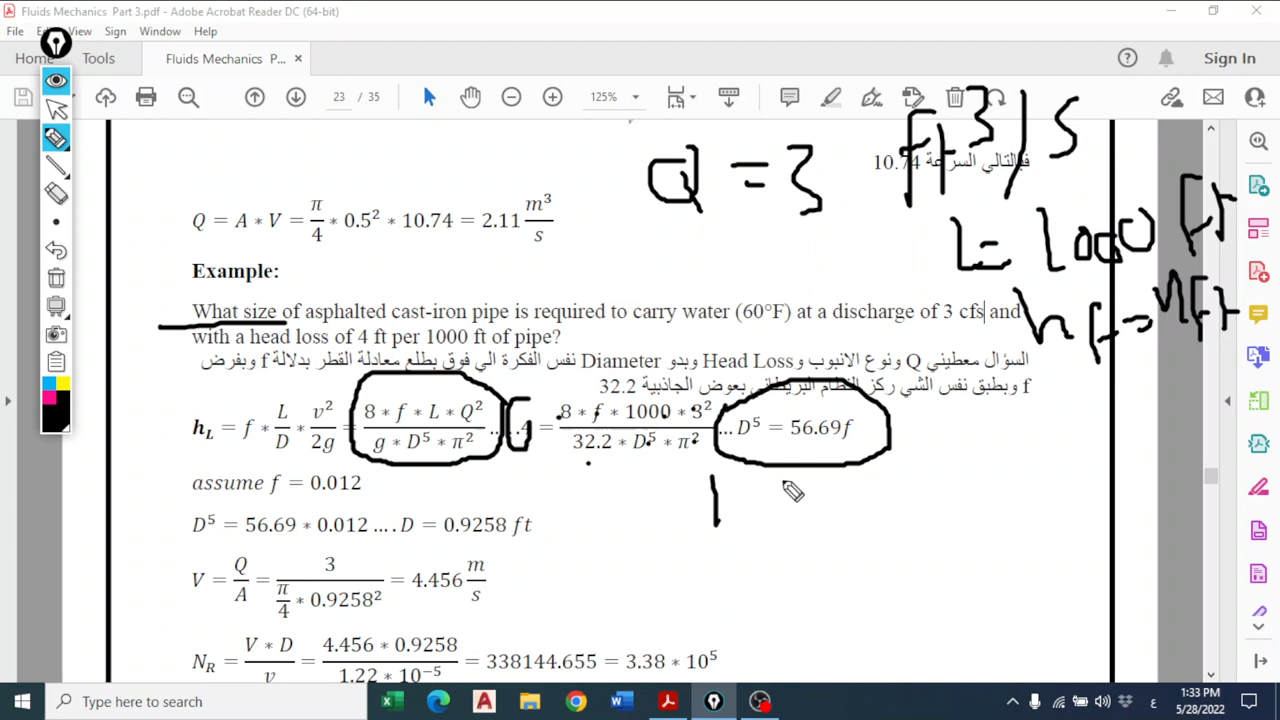 Fluids Mechanics Part 3.pdf - Adobe Acrobat Reader DC (64-bit)
File Edit View Sign Window Help
Home Tools Fluids Mechanics P... × Sign In
23 / 35 125%
Q = 3 ft^3/s
فبالتالي السرعة 10.74
L = 1000 ft
Q = A * V = π/4 * 0.5² * 10.74 = 2.11 m³/s
hf = 4ft
Example:
What size of asphalted cast-iron pipe is required to carry water (60°F) at a discharge of 3 cfs and
with a head loss of 4 ft per 1000 ft of pipe?
السؤال معطيني Q ونوع الانبوب و Head Loss وبدو Diameter نفس الفكرة الي فوق بطلع معادلة القطر بدلالة f وبفرض
f وبطبق نفس الشي ركز النظام البريطاني بعوض الجاذبية 32.2
h_L = f * L/D * v²/2g = 8 * f * L * Q² / g * D⁵ * π² .....4 = 8 * f * 1000 * 3² / 32.2 * D⁵ * π² ... D⁵ = 56.69f
assume f = 0.012
D⁵ = 56.69 * 0.012 .... D = 0.9258 ft
V = Q/A = 3 / π/4 * 0.9258² = 4.456 m/s
N_R = V * D / v = 4.456 * 0.9258 / 1.22 * 10⁻⁵ = 338144.655 = 3.38 * 10⁵
Type here to search
ع
1:33 PM
5/28/2022